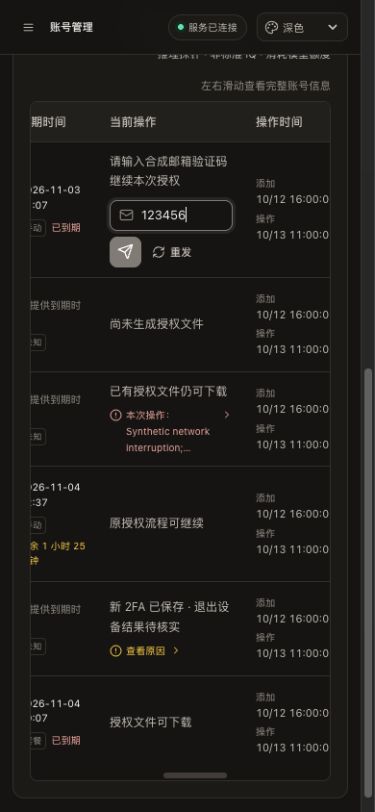 账号管理
服务已连接
深色
左右滑动查看完整账号信息
期时间
当前操作
操作时间
026-11-03
:07
动
已到期
请输入合成邮箱验证码
继续本次授权
123456
重发
添加
10/12 16:00:0
操作
10/13 11:00:0
提供到期时
知
尚未生成授权文件
添加
10/12 16:00:0
操作
10/13 11:00:0
提供到期时
知
已有授权文件仍可下载
本次操作:
Synthetic network
interruption;...
添加
10/12 16:00:0
操作
10/13 11:00:0
026-11-04
:37
动
余 1 小时 25
钟
原授权流程可继续
添加
10/12 16:00:0
操作
10/13 11:00:0
提供到期时
知
新 2FA 已保存 · 退出设
备结果待核实
查看原因
添加
10/12 16:00:0
操作
10/13 11:00:0
026-11-04
0:07
餐
已到期
授权文件可下载
添加
10/12 16:00:0
操作
10/13 11:00:0